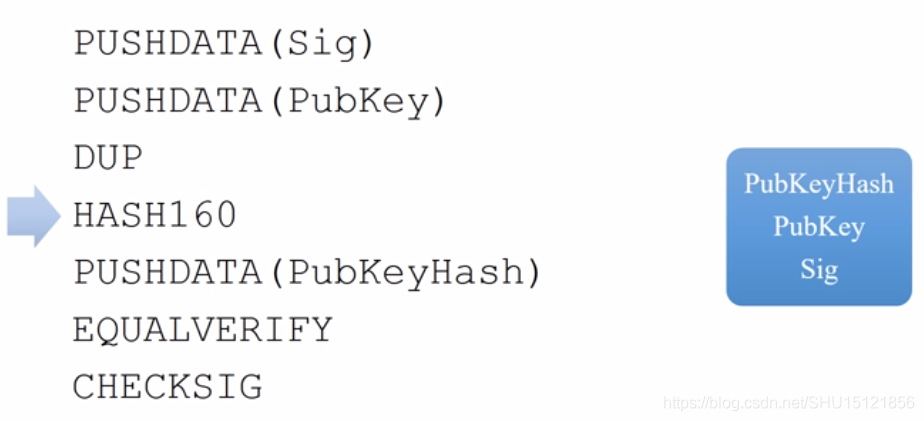 PUSHDATA(Sig)
PUSHDATA(PubKey)
DUP
HASH160
PUSHDATA(PubKeyHash)
EQUALVERIFY
CHECKSIG
PubKeyHash
PubKey
Sig
https://blog.csdn.net/SHU15121856